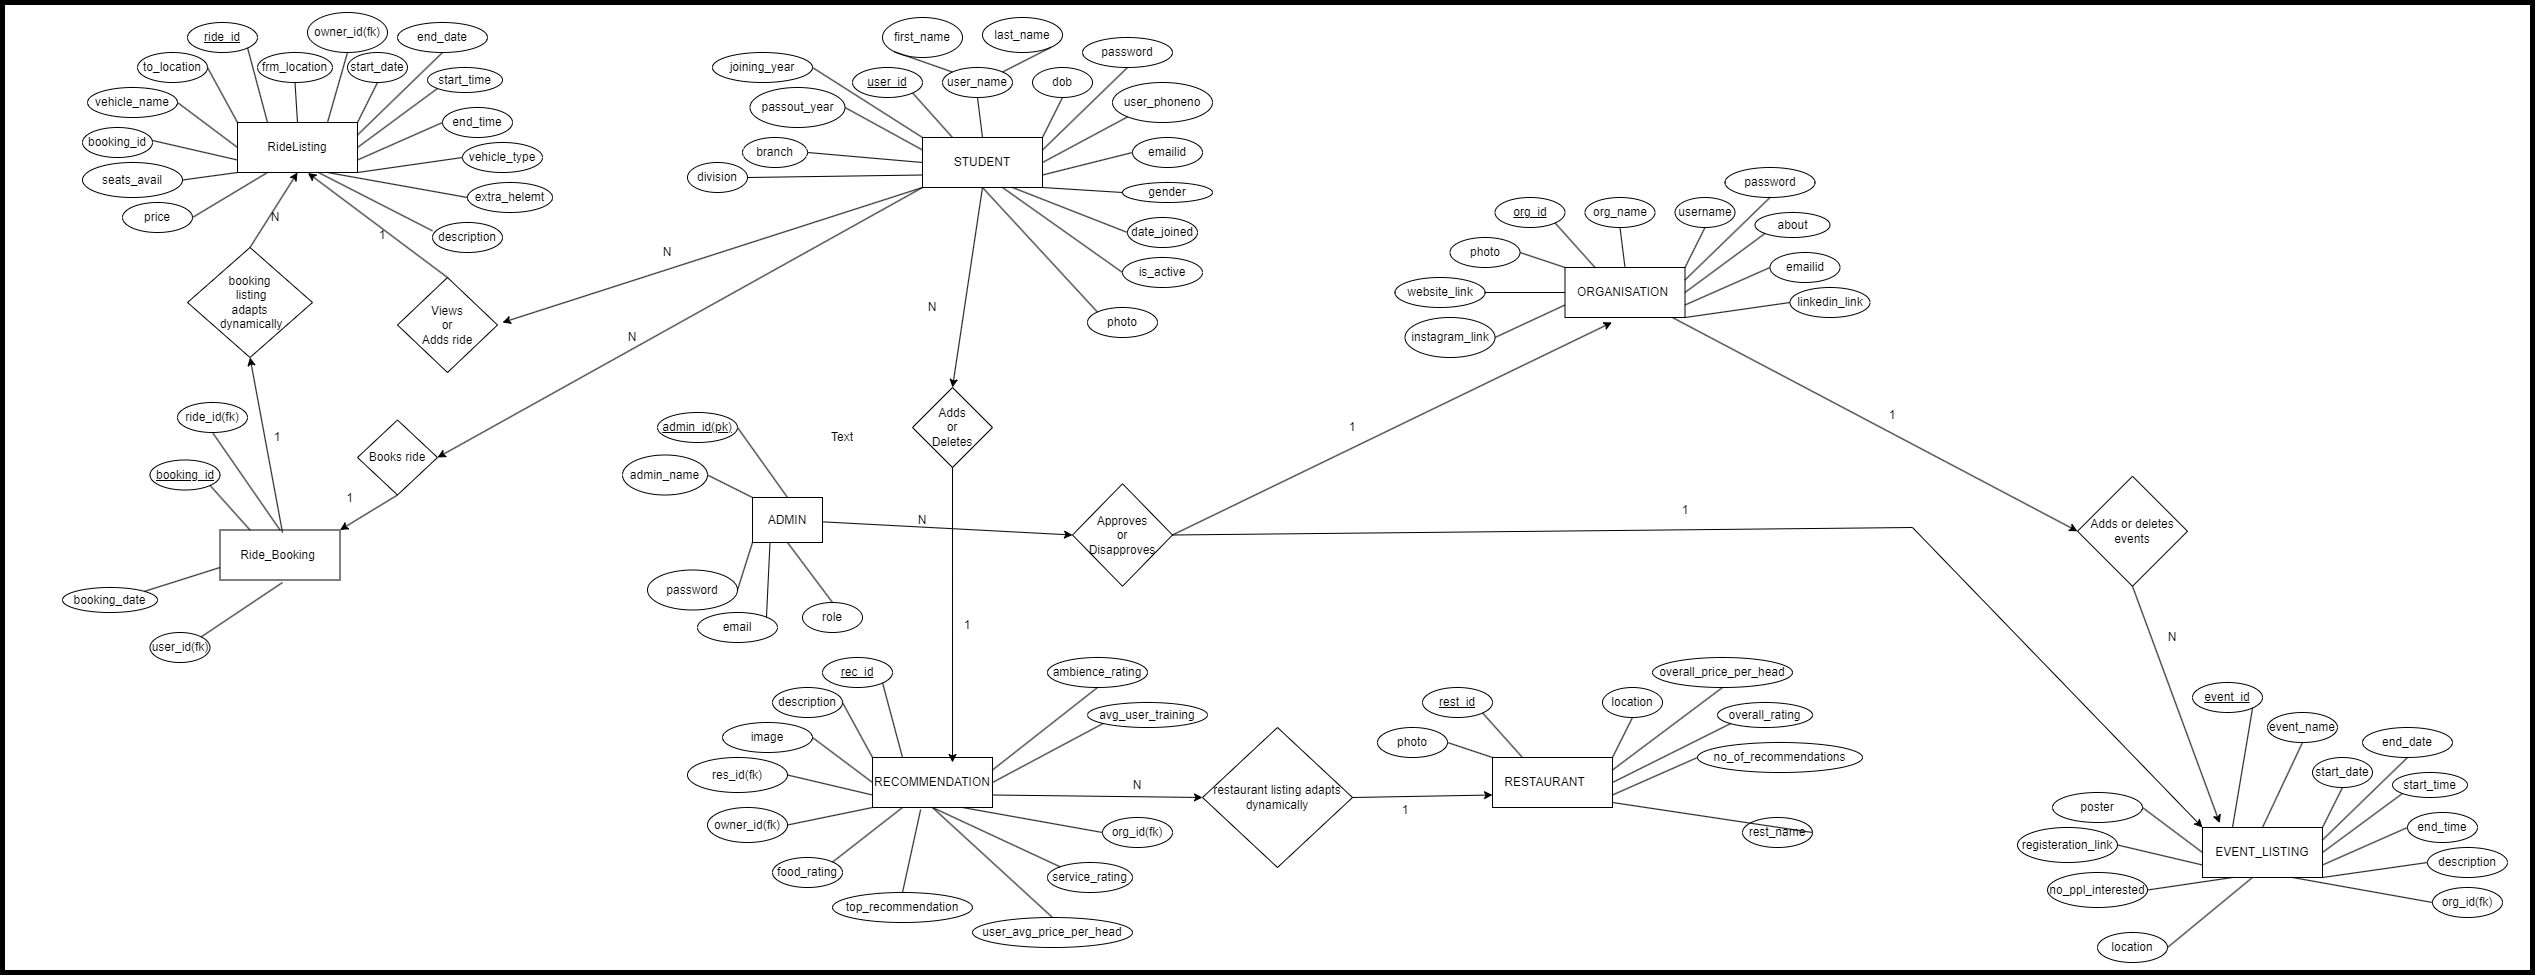 ride_id
owner_id(fk)
end_date
to_location
frm_location
start_date
start_time
vehicle_name
end_time
booking_id
RideListing
vehicle_type
seats_avail
extra_helemt
price
N
description
1
booking
listing
adapts
dynamically
Views
or
Adds ride
ride_id(fk)
1
booking_id
Books ride
1
Ride_Booking
booking_date
user_id(fk)
first_name
last_name
joining_year
user_id
user_name
dob
password
passout_year
user_phoneno
branch
STUDENT
emailid
division
gender
date_joined
is_active
photo
N
N
N
Adds
or
Deletes
1
Text
admin_id(pk)
admin_name
ADMIN
password
email
role
N
Approves
or
Disapproves
1
1
password
org_id
org_name
username
about
photo
emailid
website_link
ORGANISATION
linkedin_link
instagram_link
1
Adds or deletes
events
N
rec_id
ambience_rating
description
avg_user_training
image
res_id(fk)
RECOMMENDATION
owner_id(fk)
org_id(fk)
food_rating
service_rating
top_recommendation
user_avg_price_per_head
N
restaurant listing adapts
dynamically
1
overall_price_per_head
rest_id
location
overall_rating
photo
no_of_recommendations
RESTAURANT
rest_name
event_id
event_name
end_date
start_date
start_time
poster
end_time
registeration_link
EVENT_LISTING
description
no_ppl_interested
org_id(fk)
location